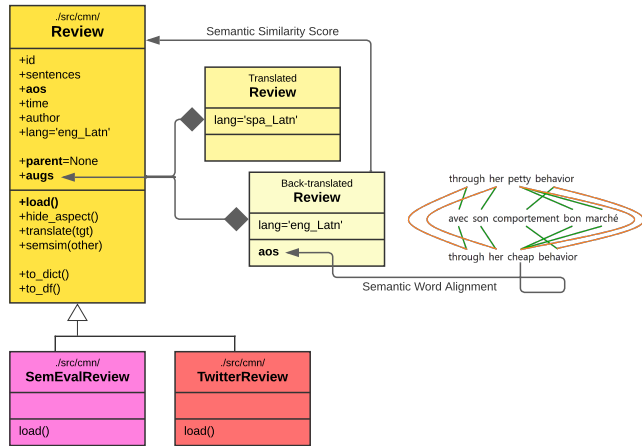 ./src/cmn/
Review
+id
+sentences
+aos
+time
+author
+lang='eng_Latn'
+parent=None
+augs
+load()
+hide_aspect()
+translate(tgt)
+semsim(other)
+to_dict()
+to_df()
Semantic Similarity Score
Translated
Review
lang='spa_Latn'
Back-translated
Review
lang='eng_Latn'
aos
through her petty behavior
avec son comportement bon marché
through her cheap behavior
Semantic Word Alignment
./src/cmn/
SemEvalReview
load()
./src/cmn/
TwitterReview
load()